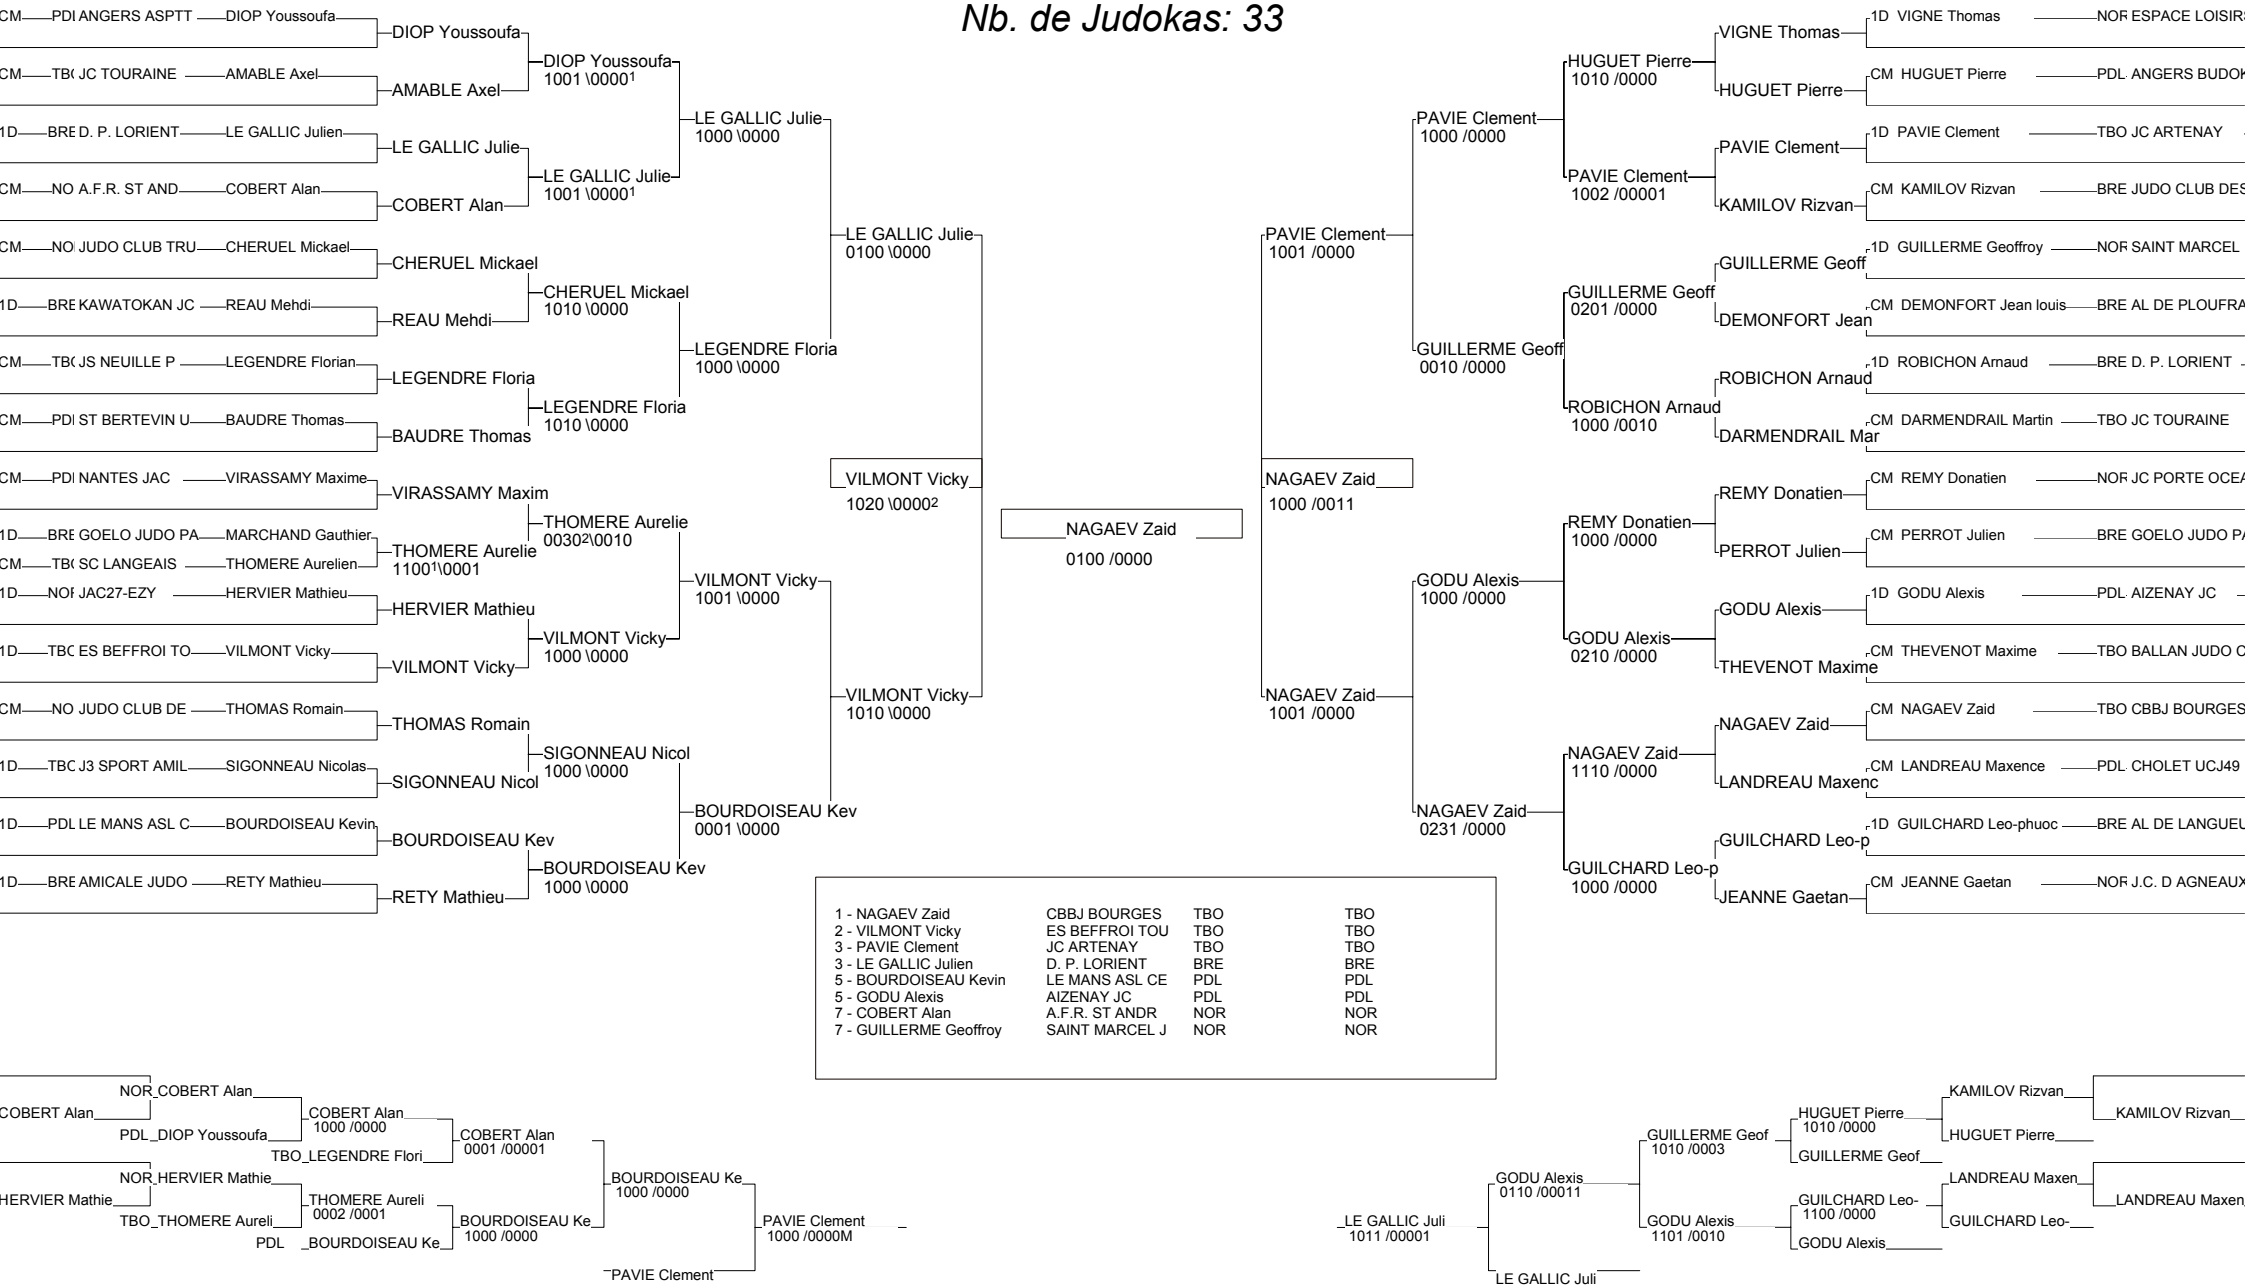 Nb. de Judokas: 33
CM PDI ANGERS ASPTT DIOP Youssoufa
CM TBO JC TOURAINE AMABLE Axel
1D BRE D. P. LORIENT LE GALLIC Julien
CM NO A.F.R. ST AND COBERT Alan
CM NO JUDO CLUB TRU CHERUEL Mickael
1D BRE KAWATOKAN JC REAU Mehdi
CM TBO JS NEUILLE P LEGENDRE Florian
CM PDI ST BERTEVIN U BAUDRE Thomas
CM PDI NANTES JAC VIRASSAMY Maxime
1D BRE GOELO JUDO PA MARCHAND Gauthier
CM TBO SC LANGEAIS THOMERE Aurelien
1D NOR JAC27-EZY HERVIER Mathieu
1D TBO ES BEFFROI TO VILMONT Vicky
CM NO JUDO CLUB DE THOMAS Romain
1D TBO J3 SPORT AMIL SIGONNEAU Nicolas
1D PDL LE MANS ASL C BOURDOISEAU Kevin
1D BRE AMICALE JUDO RETY Mathieu
DIOP Youssoufa
AMABLE Axel
LE GALLIC Julie
COBERT Alan
CHERUEL Mickael
REAU Mehdi
LEGENDRE Floria
BAUDRE Thomas
VIRASSAMY Maxim
THOMERE Aurelie
1100¹\0001
HERVIER Mathieu
VILMONT Vicky
THOMAS Romain
SIGONNEAU Nicol
BOURDOISEAU Kev
RETY Mathieu
DIOP Youssoufa
1001 \0000¹
LE GALLIC Julie
1001 \0000¹
CHERUEL Mickael
1010 \0000
LEGENDRE Floria
1010 \0000
THOMERE Aurelie
0030²\0010
VILMONT Vicky
1000 \0000
SIGONNEAU Nicol
1000 \0000
BOURDOISEAU Kev
1000 \0000
LE GALLIC Julie
1000 \0000
LEGENDRE Floria
1000 \0000
VILMONT Vicky
1001 \0000
BOURDOISEAU Kev
0001 \0000
LE GALLIC Julie
0100 \0000
VILMONT Vicky
1010 \0000
VILMONT Vicky
1020 \0000²
NAGAEV Zaid
0100 /0000
NAGAEV Zaid
1000 /0011
PAVIE Clement
1001 /0000
NAGAEV Zaid
1001 /0000
PAVIE Clement
1000 /0000
GUILLERME Geoff
0010 /0000
GODU Alexis
1000 /0000
NAGAEV Zaid
0231 /0000
HUGUET Pierre
1010 /0000
PAVIE Clement
1002 /00001
GUILLERME Geoff
0201 /0000
ROBICHON Arnaud
1000 /0010
REMY Donatien
1000 /0000
GODU Alexis
0210 /0000
NAGAEV Zaid
1110 /0000
GUILCHARD Leo-p
1000 /0000
VIGNE Thomas
HUGUET Pierre
PAVIE Clement
KAMILOV Rizvan
GUILLERME Geoff
DEMONFORT Jean
ROBICHON Arnaud
DARMENDRAIL Mar
REMY Donatien
PERROT Julien
GODU Alexis
THEVENOT Maxime
NAGAEV Zaid
LANDREAU Maxenc
GUILCHARD Leo-p
JEANNE Gaetan
1D VIGNE Thomas NOR ESPACE LOISIRS
CM HUGUET Pierre PDL ANGERS BUDOK
1D PAVIE Clement TBO JC ARTENAY
CM KAMILOV Rizvan BRE JUDO CLUB DES
1D GUILLERME Geoffroy NOR SAINT MARCEL
CM DEMONFORT Jean louis BRE AL DE PLOUFRA
1D ROBICHON Arnaud BRE D. P. LORIENT
CM DARMENDRAIL Martin TBO JC TOURAINE
CM REMY Donatien NOR JC PORTE OCEA
CM PERROT Julien BRE GOELO JUDO PA
1D GODU Alexis PDL AIZENAY JC
CM THEVENOT Maxime TBO BALLAN JUDO C
CM NAGAEV Zaid TBO CBBJ BOURGES
CM LANDREAU Maxence PDL CHOLET UCJ49
1D GUILCHARD Leo-phuoc BRE AL DE LANGUEU
CM JEANNE Gaetan NOR J.C. D AGNEAUX
1 - NAGAEV Zaid CBBJ BOURGES TBO TBO
2 - VILMONT Vicky ES BEFFROI TOU TBO TBO
3 - PAVIE Clement JC ARTENAY TBO TBO
3 - LE GALLIC Julien D. P. LORIENT BRE BRE
5 - BOURDOISEAU Kevin LE MANS ASL CE PDL PDL
5 - GODU Alexis AIZENAY JC PDL PDL
7 - COBERT Alan A.F.R. ST ANDR NOR NOR
7 - GUILLERME Geoffroy SAINT MARCEL J NOR NOR
COBERT Alan
HERVIER Mathie
NOR COBERT Alan
PDL DIOP Youssoufa
NOR HERVIER Mathie
TBO THOMERE Aureli
COBERT Alan
1000 /0000
TBO LEGENDRE Flori
THOMERE Aureli
0002 /0001
PDL BOURDOISEAU Ke
COBERT Alan
0001 /00001
BOURDOISEAU Ke
1000 /0000
BOURDOISEAU Ke
1000 /0000
PAVIE Clement
PAVIE Clement
1000 /0000M
LE GALLIC Juli
1011 /00001
GODU Alexis
0110 /00011
LE GALLIC Juli
GUILLERME Geof
1010 /0003
GODU Alexis
1101 /0010
HUGUET Pierre
1010 /0000
GUILLERME Geof
GUILCHARD Leo-
1100 /0000
GODU Alexis
KAMILOV Rizvan
HUGUET Pierre
LANDREAU Maxen
GUILCHARD Leo-
KAMILOV Rizvan
LANDREAU Maxen